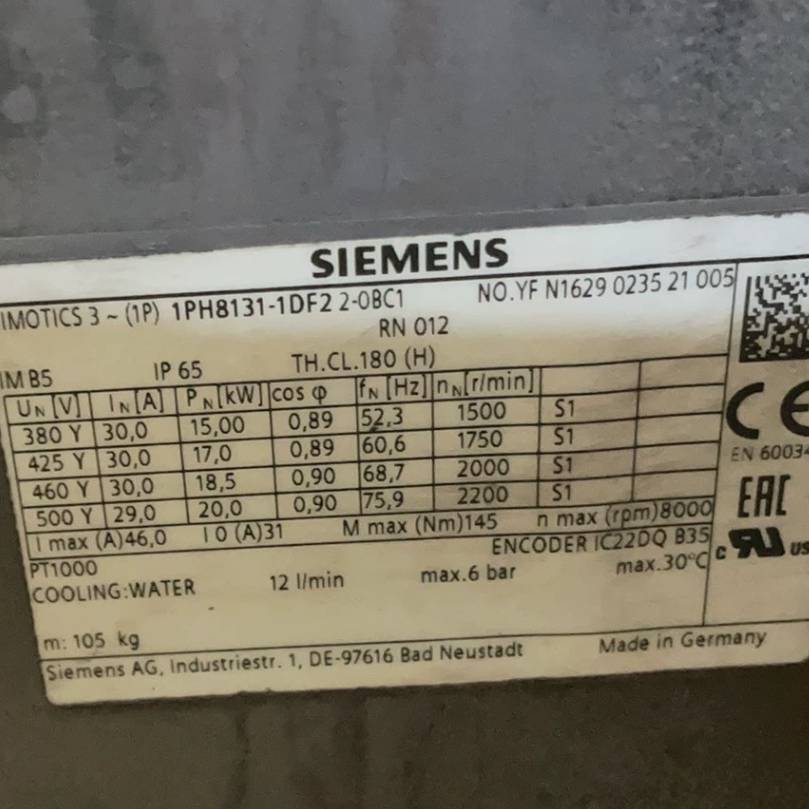 SIEMENS
IMOTICS 3 ~ (1P) 1PH8131-1DF2 2-0BC1 NO.YF N1629 0235 21 005
RN 012
IM B5 IP 65 TH.CL.180 (H)
UN [V] IN [A] PN [kW] cos φ fN [Hz] nN [r/min]
380 Y 30,0 15,00 0,89 52,3 1500 S1
425 Y 30,0 17,0 0,89 60,6 1750 S1
460 Y 30,0 18,5 0,90 68,7 2000 S1
500 Y 29,0 20,0 0,90 75,9 2200 S1
I max (A)46,0 I 0 (A)31 M max (Nm)145 n max (rpm)8000
PT1000 ENCODER IC22DQ B35
COOLING:WATER 12 l/min max.6 bar max.30°C
m: 105 kg
Siemens AG, Industriestr. 1, DE-97616 Bad Neustadt Made in Germany
CE
EN 60034
EAC
c RU US